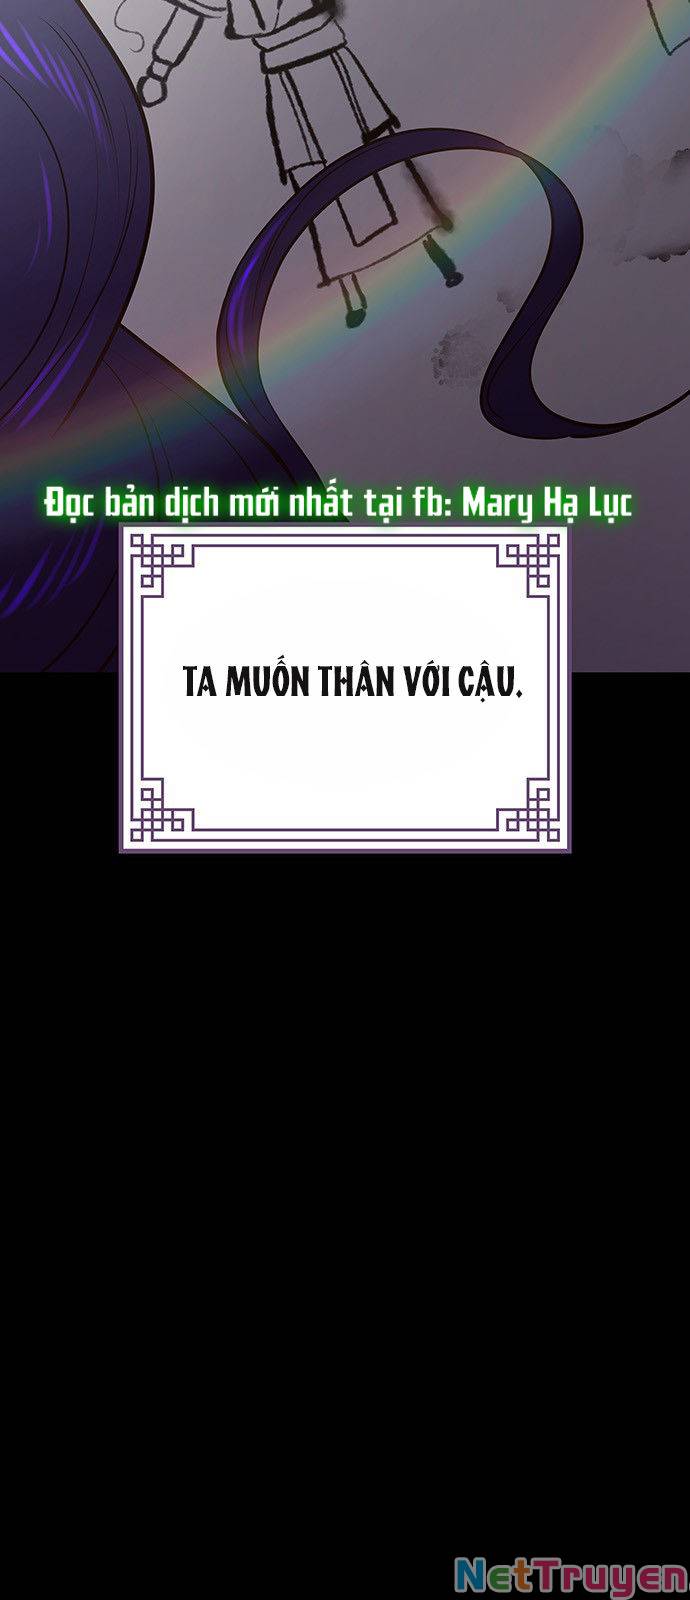 Đọc bản dịch mới nhất tại fb: Mary Hạ Lục
TA MUỐN THÂN VỚI CẬU.
NetTruyen